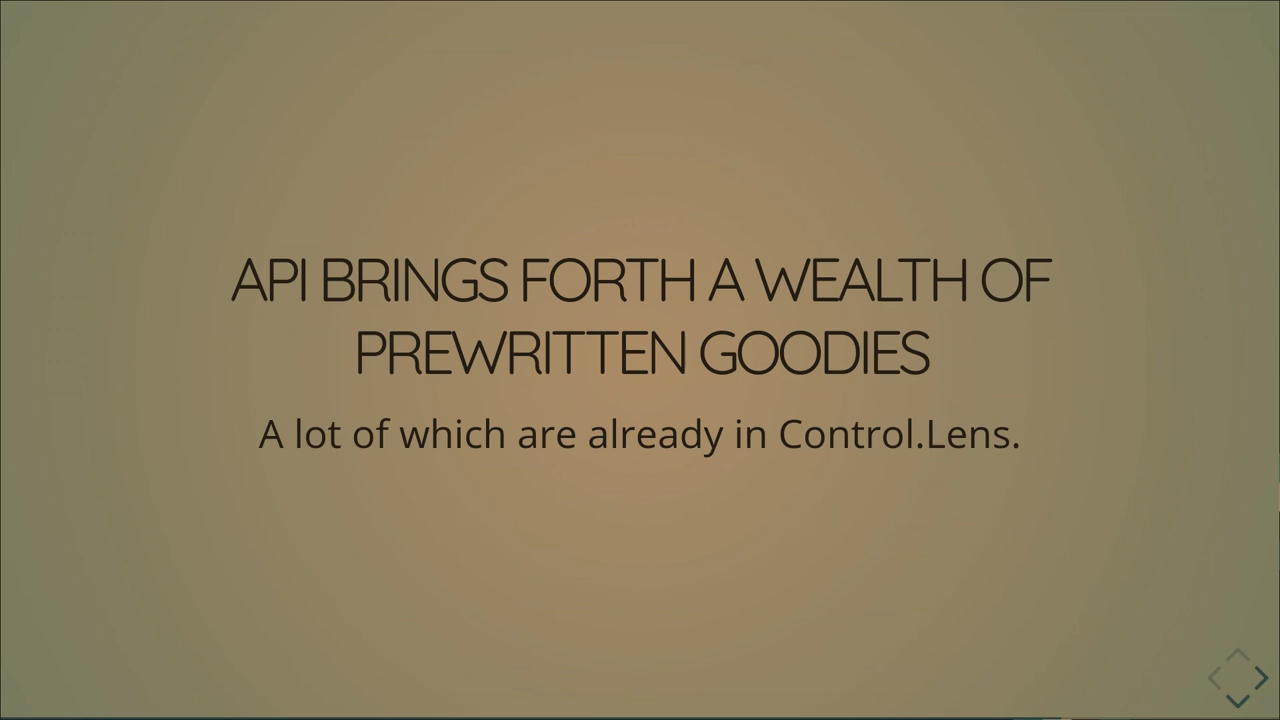 API BRINGS FORTH A WEALTH OF
PREWRITTEN GOODIES
A lot of which are already in Control.Lens.